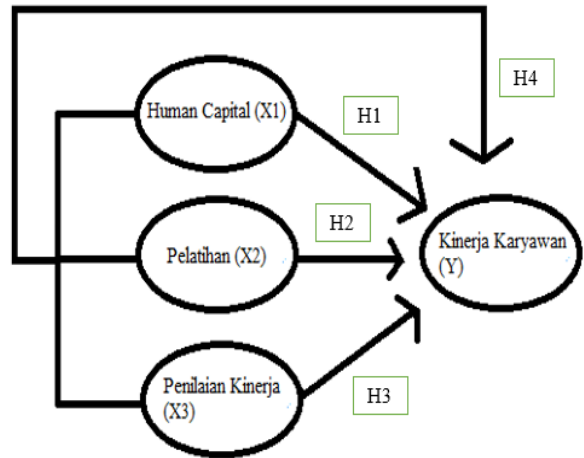 H4
Human Capital (X1)
H1
H2
Pelatihan (X2)
Kinerja Karyawan
(Y)
Penilaian Kinerja
(X3)
H3